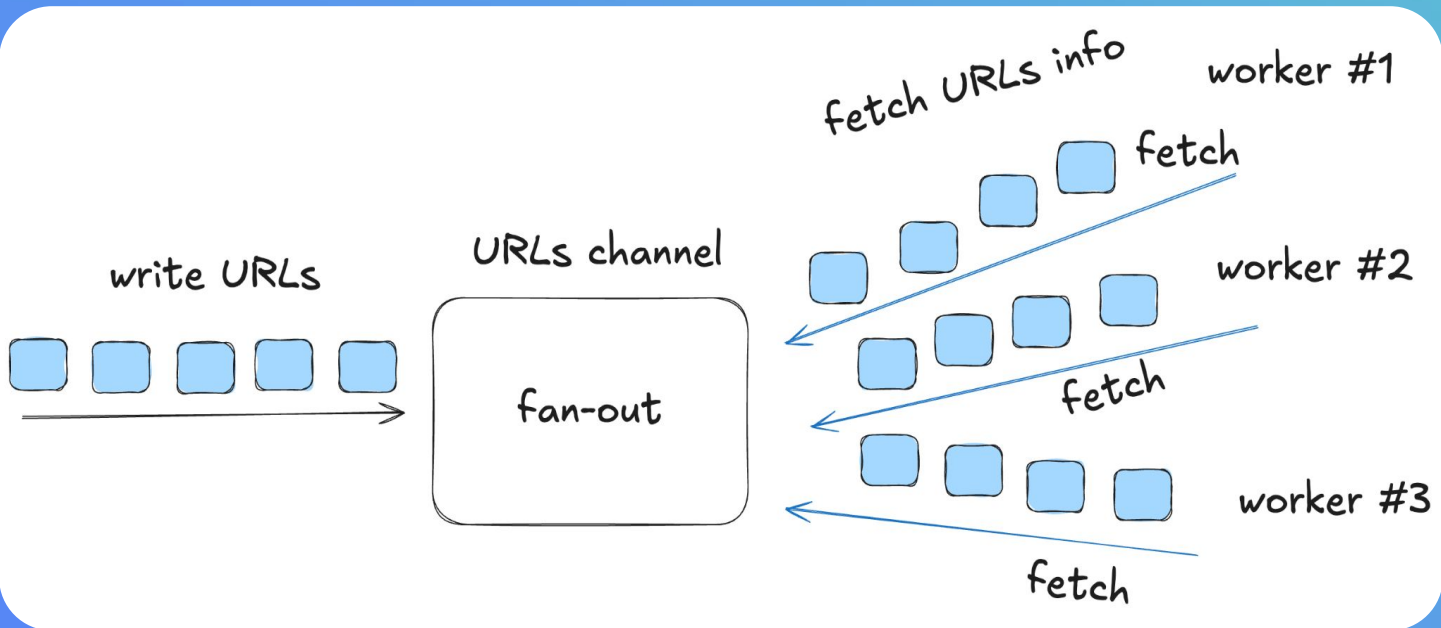 write URLs
URLs channel
fan-out
fetch URLs info
worker #1
fetch
worker #2
fetch
worker #3
fetch